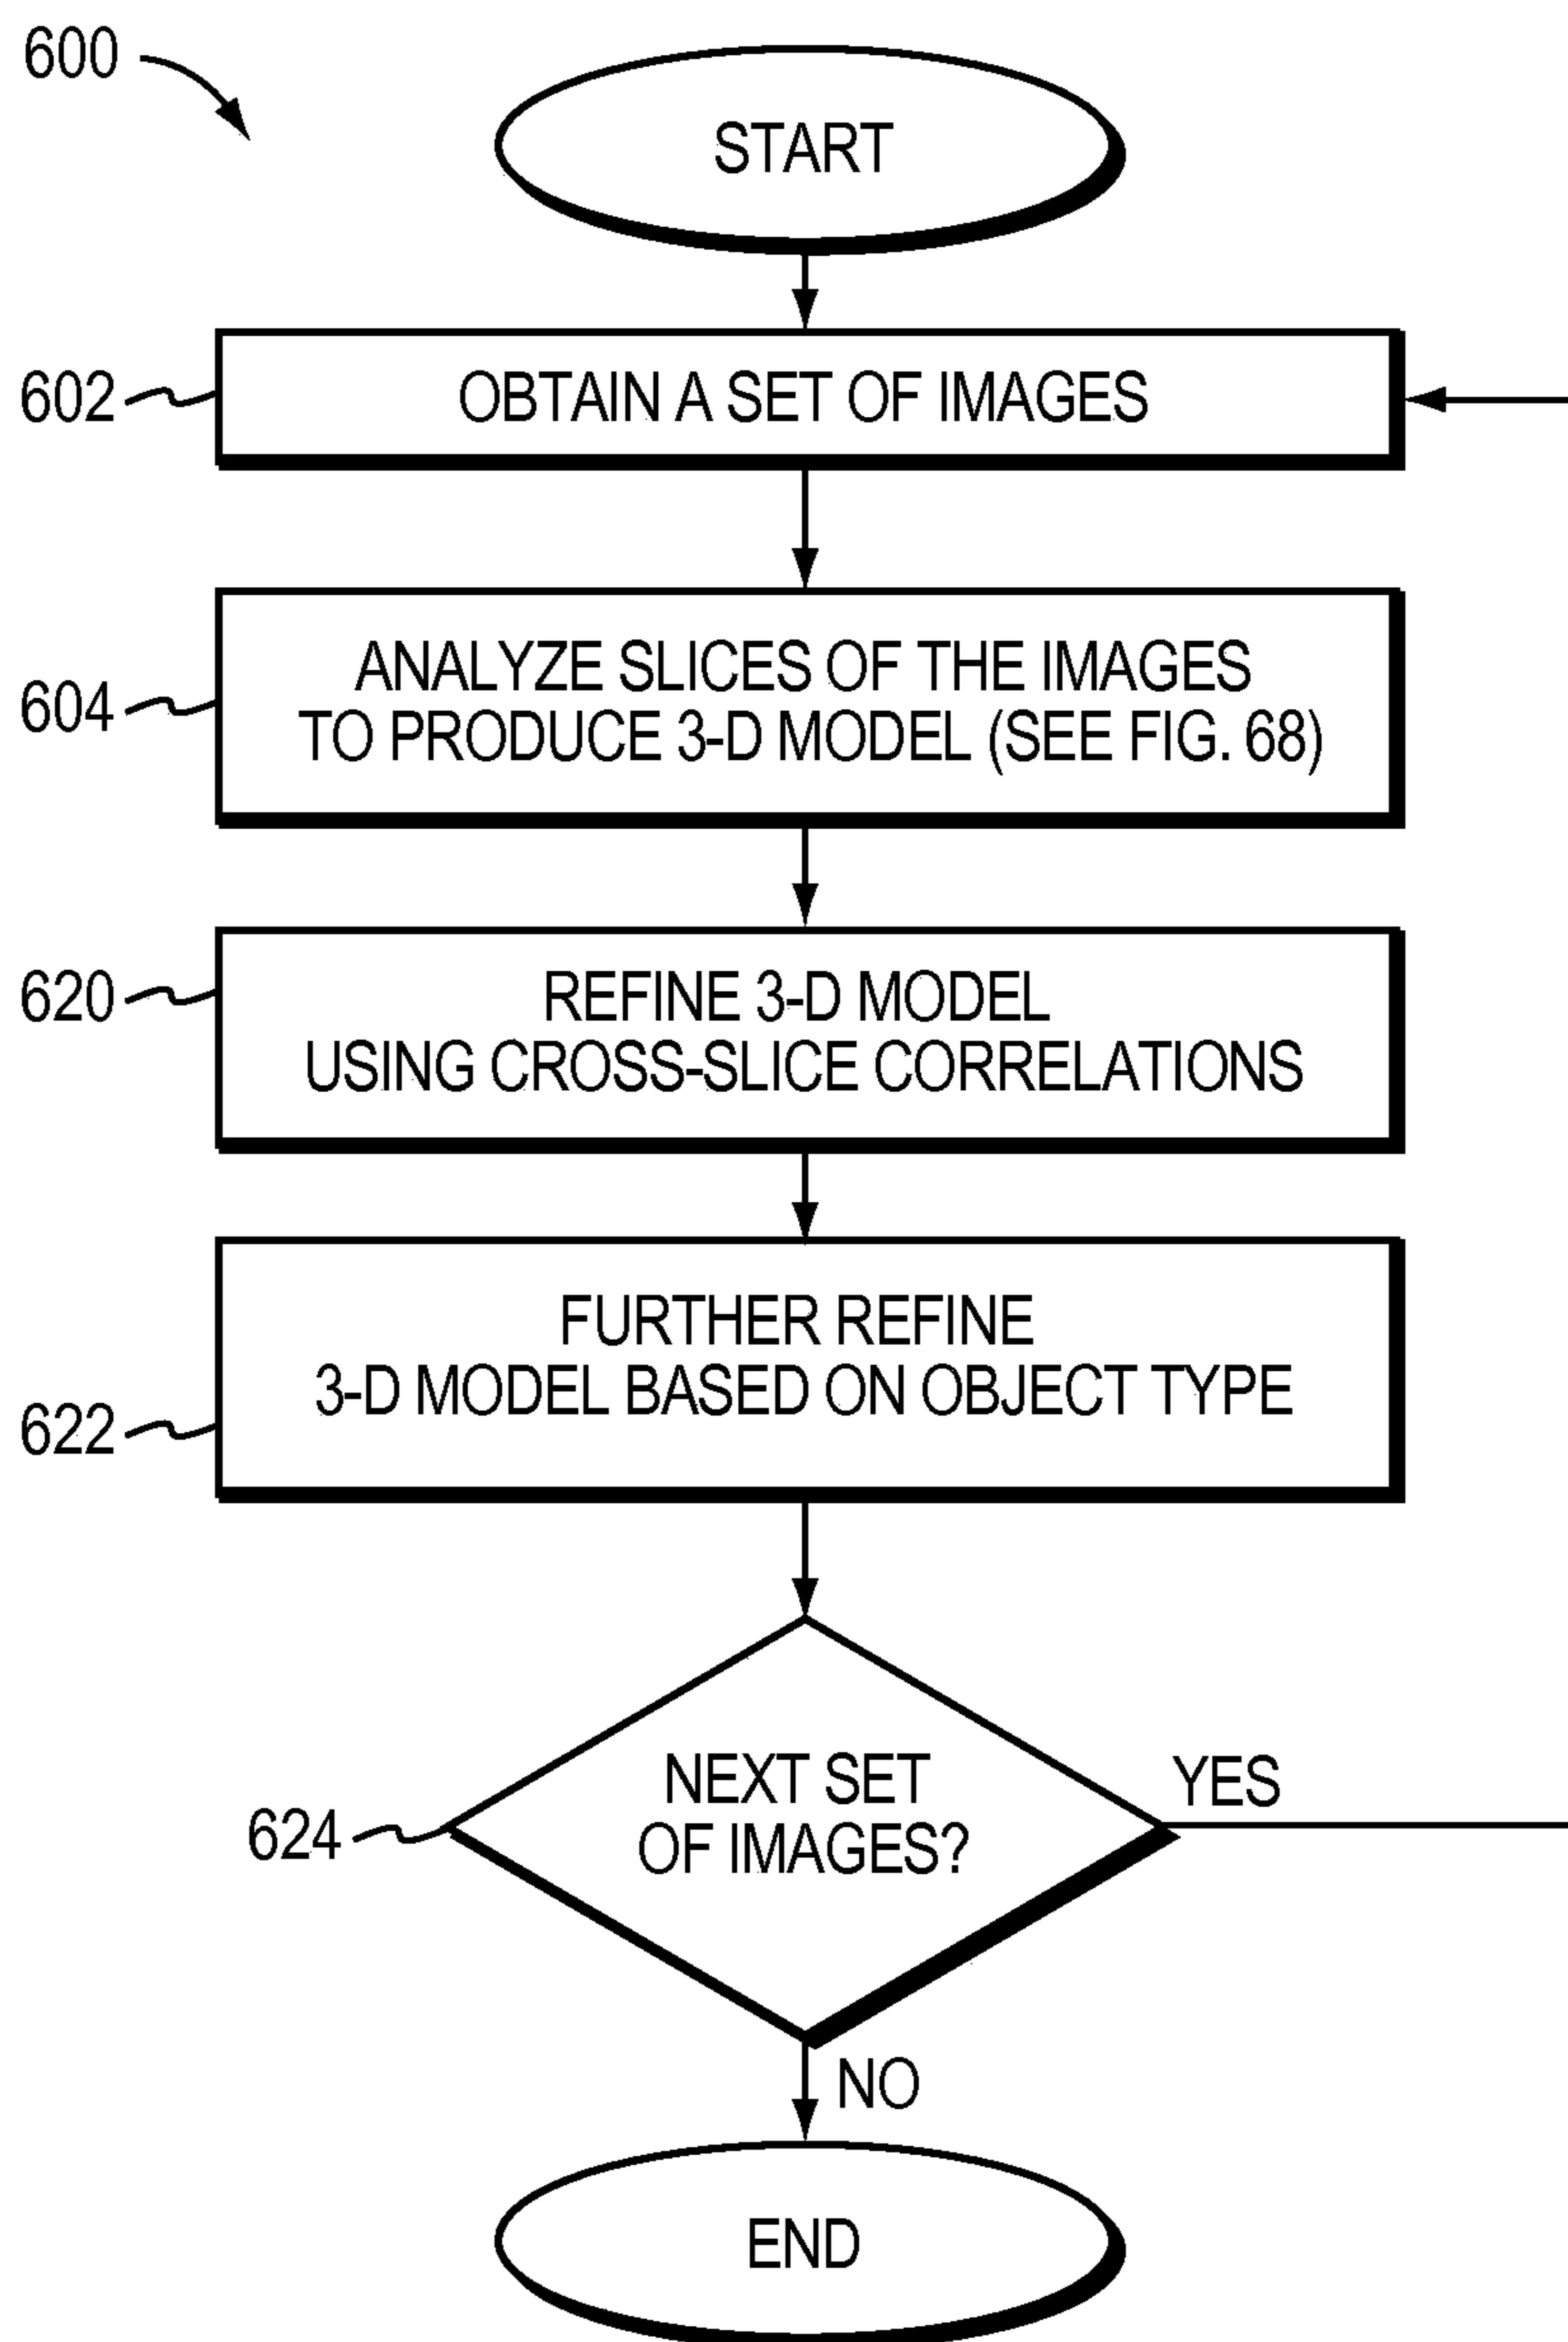 600
START
602
OBTAIN A SET OF IMAGES
604
ANALYZE SLICES OF THE IMAGES
TO PRODUCE 3-D MODEL (SEE FIG. 68)
620
REFINE 3-D MODEL
USING CROSS-SLICE CORRELATIONS
FURTHER REFINE
3-D MODEL BASED ON OBJECT TYPE
622
NEXT SET
OF IMAGES?
YES
624
NO
END